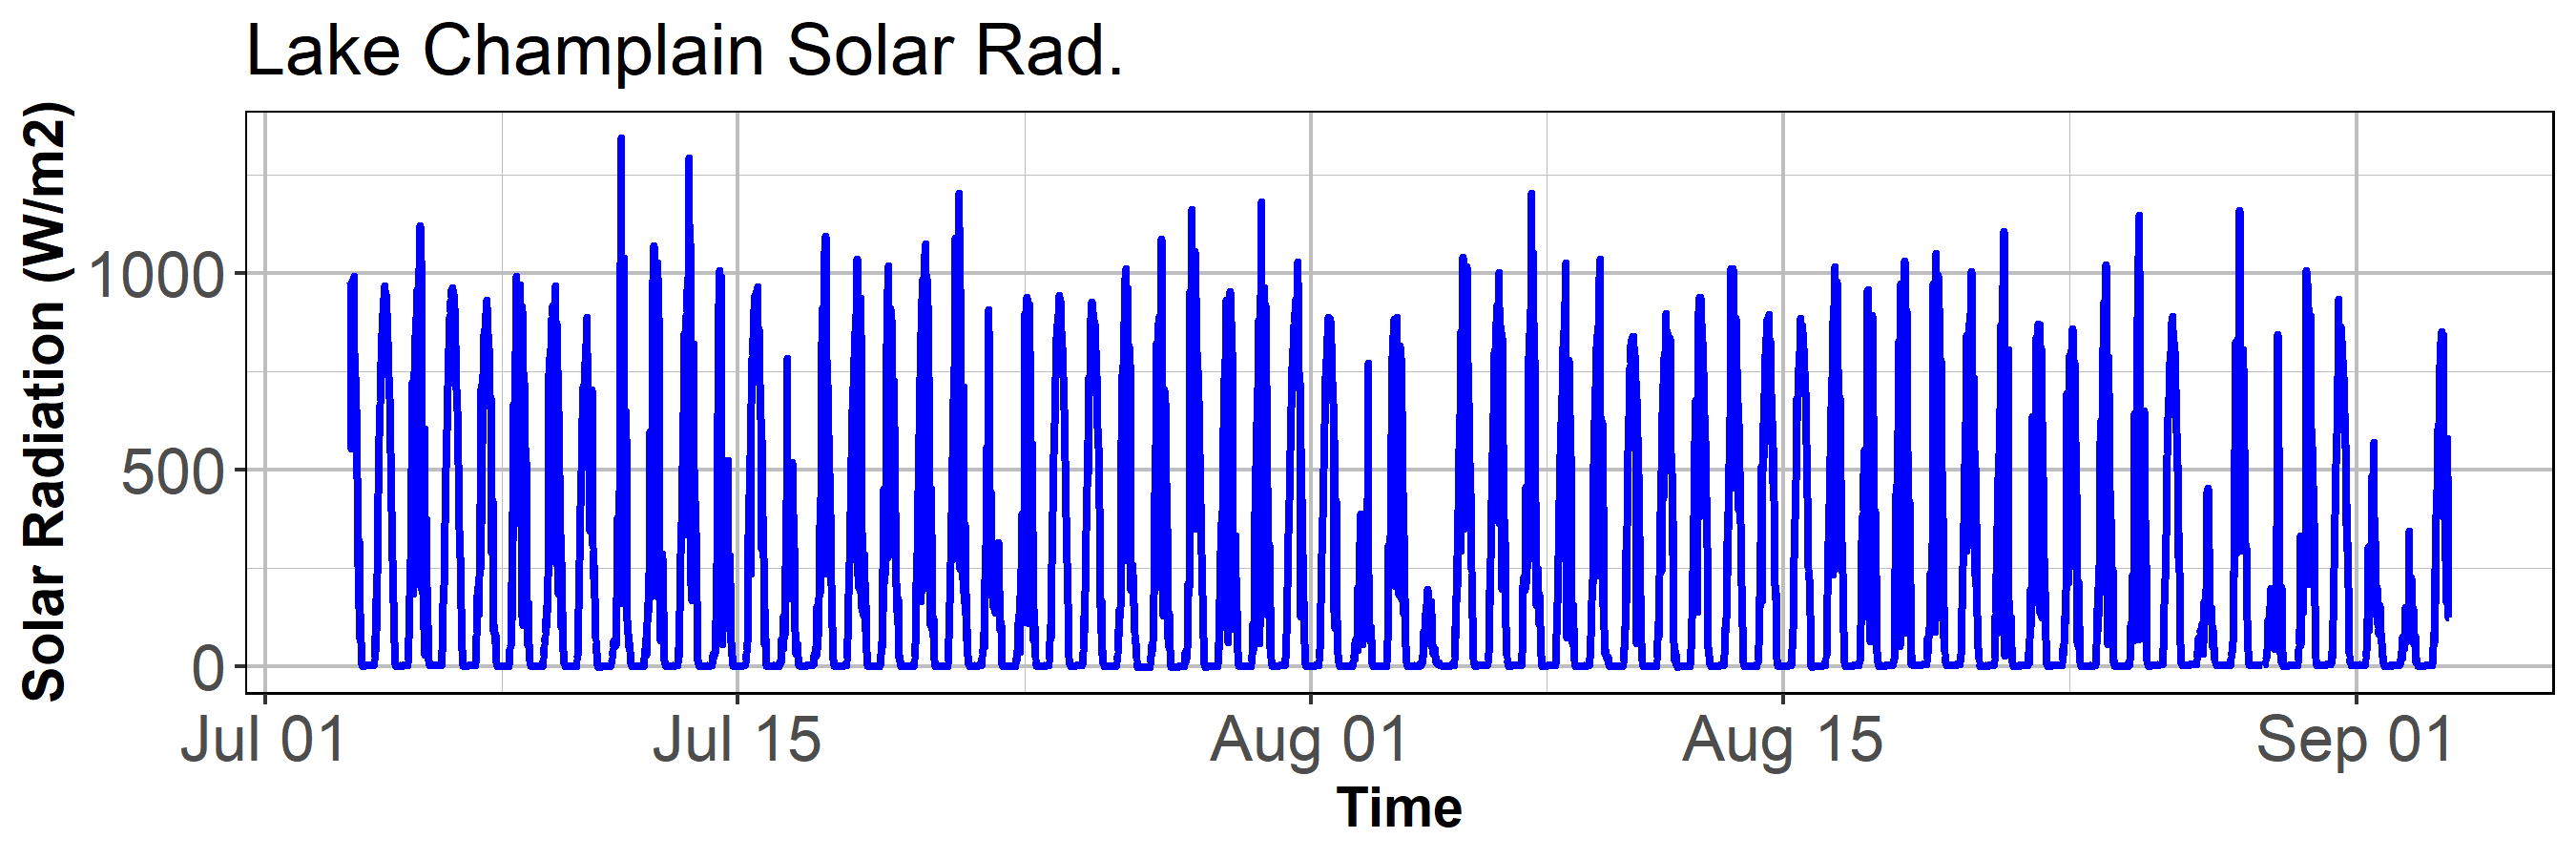 Lake Champlain Solar Rad.
Solar Radiation (W/m2)
1000
500
0
Jul 01
Jul 15
Aug 01
Aug 15
Sep 01
Time